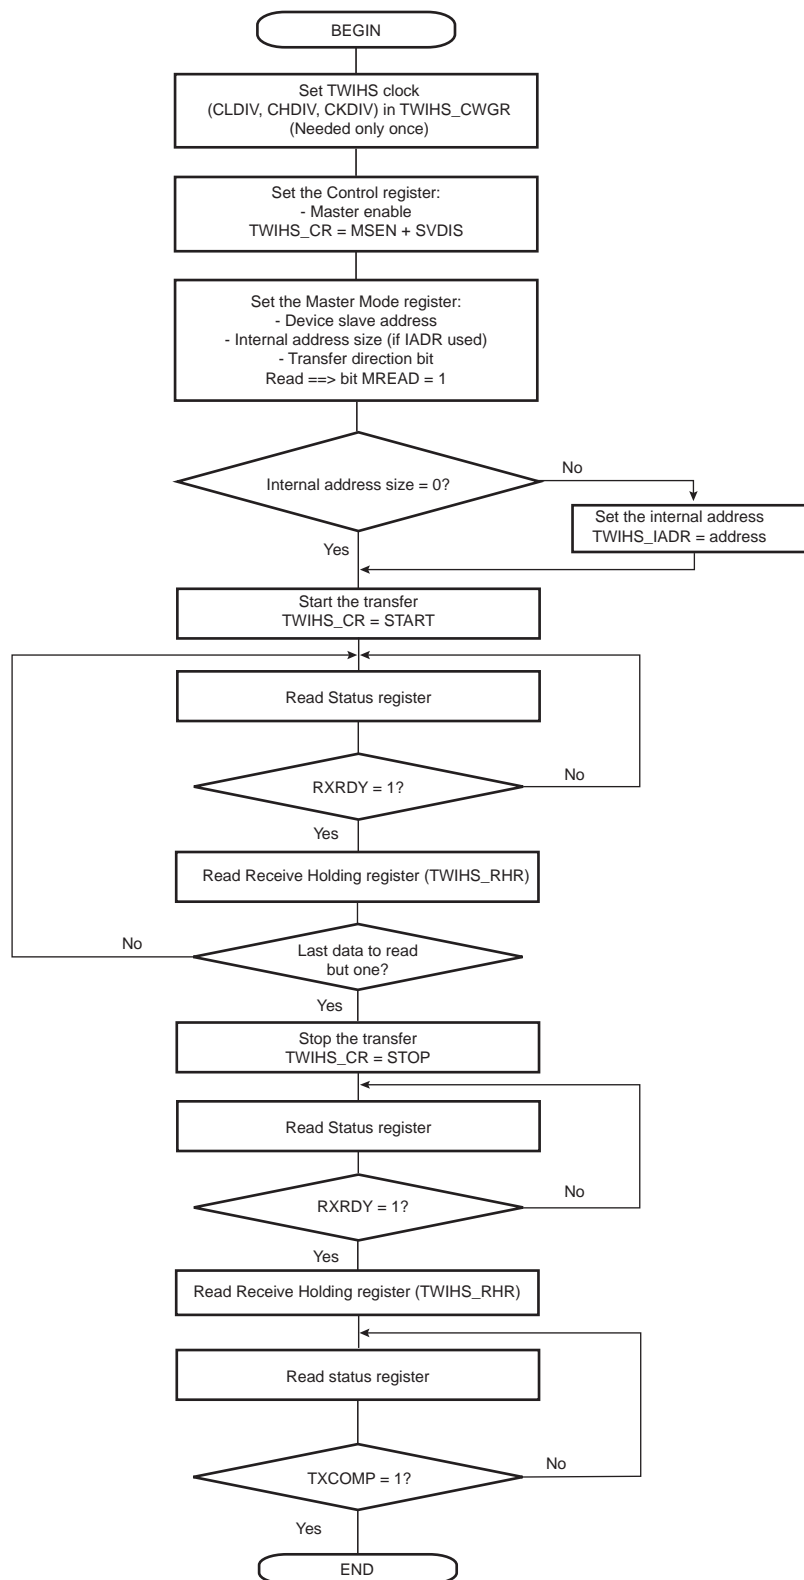 BEGIN
Set TWIHS clock
(CLDIV, CHDIV, CKDIV) in TWIHS_CWGR
(Needed only once)
Set the Control register:
- Master enable
TWIHS_CR = MSEN + SVDIS
Set the Master Mode register:
- Device slave address
- Internal address size (if IADR used)
- Transfer direction bit
Read ==> bit MREAD = 1
Internal address size = 0?
No
Set the internal address
TWIHS_IADR = address
Yes
Start the transfer
TWIHS_CR = START
Read Status register
RXRDY = 1?
No
Yes
Read Receive Holding register (TWIHS_RHR)
No
Last data to read
but one?
Yes
Stop the transfer
TWIHS_CR = STOP
Read Status register
RXRDY = 1?
No
Yes
Read Receive Holding register (TWIHS_RHR)
Read status register
TXCOMP = 1?
No
Yes
END